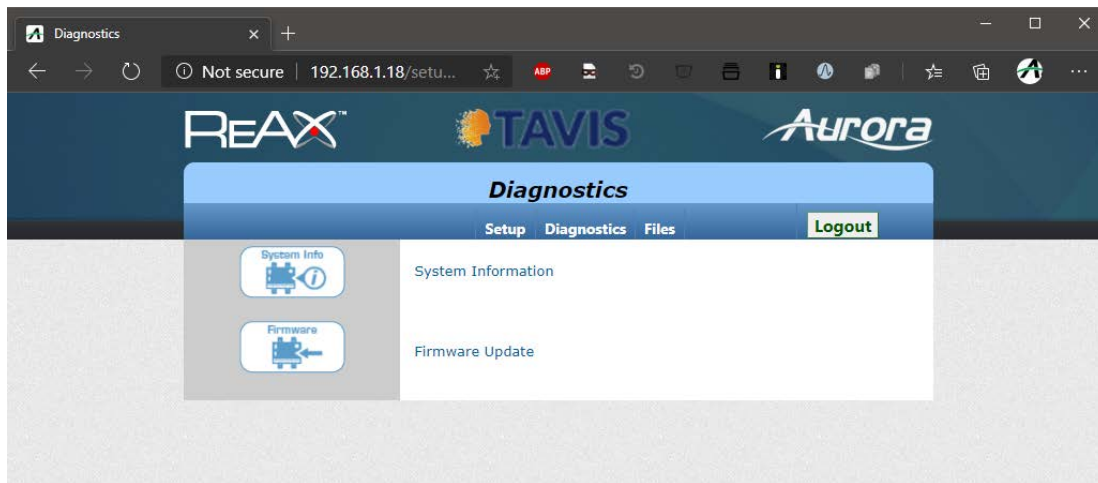 Diagnostics
Not secure | 192.168.1.18/setu...
ABP
REAX™ TAVIS Aurora
Diagnostics
Setup Diagnostics Files Logout
System Info
System Information
Firmware
Firmware Update